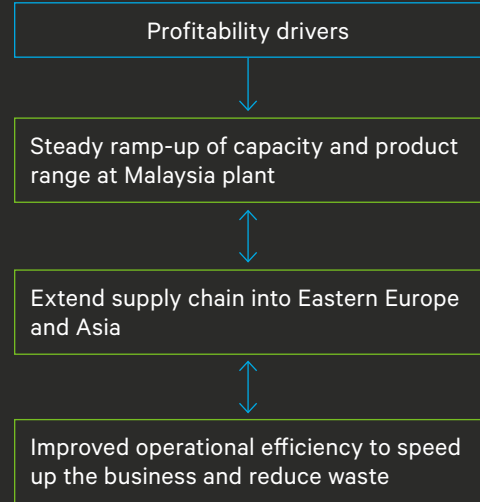 Profitability drivers
Steady ramp-up of capacity and product
range at Malaysia plant
Extend supply chain into Eastern Europe
and Asia
Improved operational efficiency to speed
up the business and reduce waste